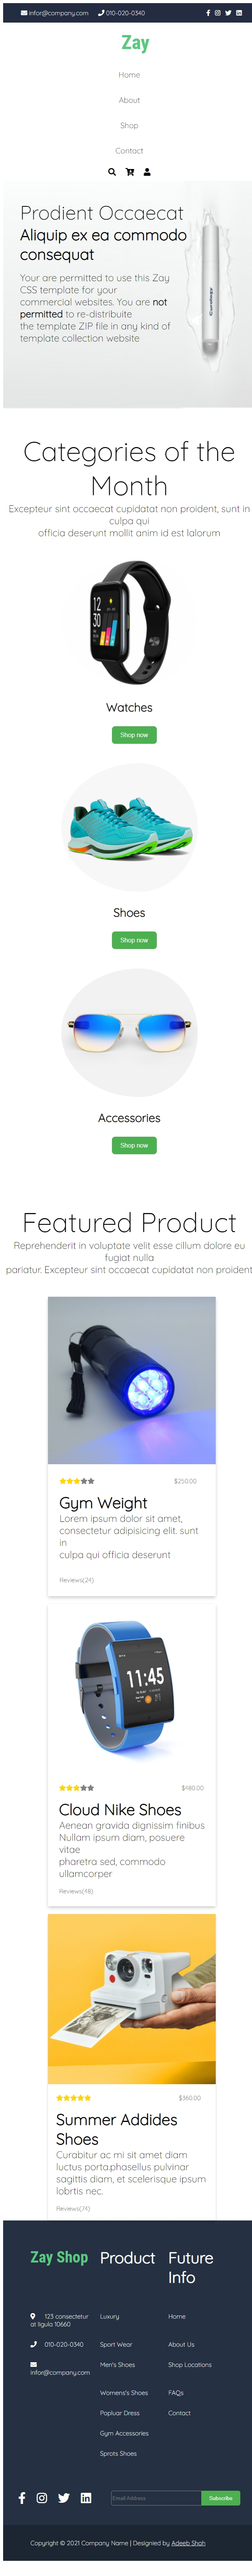 infor@company.com 010-020-0340
Zay
Home
About
Shop
Contact
Prodient Occaecat
Aliquip ex ea commodo
consequat
Your are permitted to use this Zay
CSS template for your
commercial websites. You are not
permitted to re-distribuite
the template ZIP file in any kind of
template collection website
Categories of the
Month
Excepteur sint occaecat cupidatat non proident, sunt in
culpa qui
officia deserunt mollit anim id est lalorum
Watches
Shop now
Shoes
Shop now
Accessories
Shop now
Featured Product
Reprehenderit in voluptate velit esse cillum dolore eu
fugiat nulla
pariatur. Excepteur sint occaecat cupidatat non proident
$250.00
Gym Weight
Lorem ipsum dolor sit amet,
consectetur adipisicing elit. sunt
in
culpa qui officia deserunt
Reviews(24)
11:45
$480.00
Cloud Nike Shoes
Aenean gravida dignissim finibus
Nullam ipsum diam, posuere
vitae
pharetra sed, commodo
ullamcorper
Reviews(48)
$360.00
Summer Addides
Shoes
Curabitur ac mi sit amet diam
luctus porta.phasellus pulvinar
sagittis diam, et scelerisque ipsum
lobrtis nec.
Reviews(74)
Zay Shop
123 consectetur
at ligula 10660
010-020-0340
infor@company.com
Product
Luxury
Sport Wear
Men's Shoes
Womens's Shoes
Popluar Dress
Gym Accessories
Sprots Shoes
Future
Info
Home
About Us
Shop Locations
FAQs
Contact
Email Address Subscribe
Copyright © 2021 Company Name | Designied by Adeeb Shah